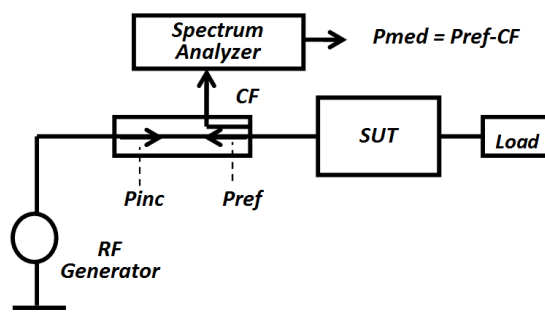 Spectrum
Analyzer
Pmed = Pref-CF
CF
SUT
Load
Pinc
Pref
RF
Generator